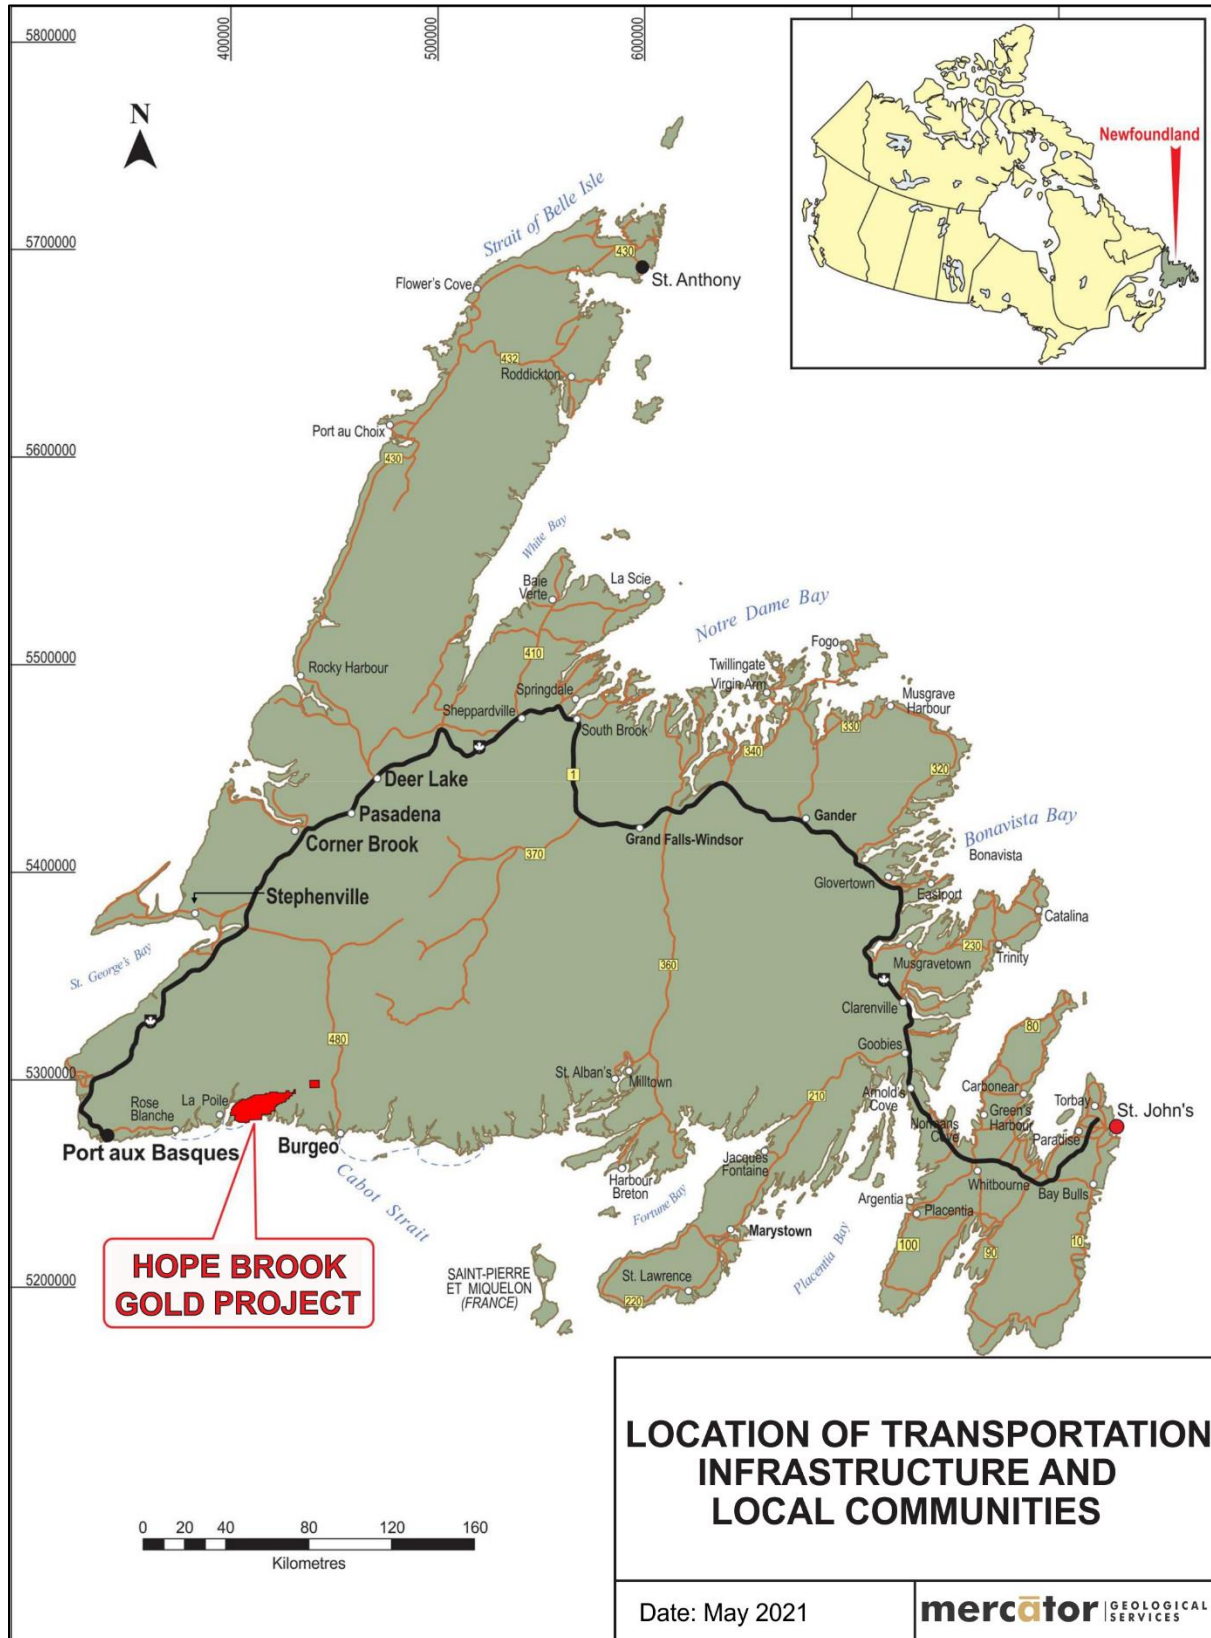 400000
500000
600000
5800000
N
Newfoundland
Strait of Belle Isle
5700000
430
St. Anthony
Flower's Cove
432
Roddickton
Port au Choix
5600000
430
White Bay
Baie
Verte
La Scie
Notre Dame Bay
410
Fogo
Twillingate
Virgin Arm
5500000
Rocky Harbour
Springdale
Sheppardville
South Brook
Musgrave
Harbour
330
340
320
1
Deer Lake
Pasadena
Gander
Corner Brook
Grand Falls-Windsor
370
Bonavista Bay
Bonavista
5400000
Glovertown
Eastport
Stephenville
Catalina
St. George's Bay
230
Trinity
Musgravetown
360
Clarenville
480
Goobies
80
5300000
St. Alban's
Milltown
210
Arnold's
Cove
Carbonear
Green's
Harbour
Torbay
St. John's
Rose
Blanche
La Poile
Normans
Cove
Paradise
Port aux Basques
Burgeo
Jacques
Fontaine
Whitbourne
Bay Bulls
Harbour
Breton
Argentia
Placentia
Cabot Strait
Fortune Bay
Marystown
Placentia Bay
100
90
10
HOPE BROOK
GOLD PROJECT
SAINT-PIERRE
ET MIQUELON
(FRANCE)
St. Lawrence
220
5200000
LOCATION OF TRANSPORTATION
INFRASTRUCTURE AND
LOCAL COMMUNITIES
0 20 40 80 120 160
Kilometres
Date: May 2021
mercātor GEOLOGICAL
SERVICES